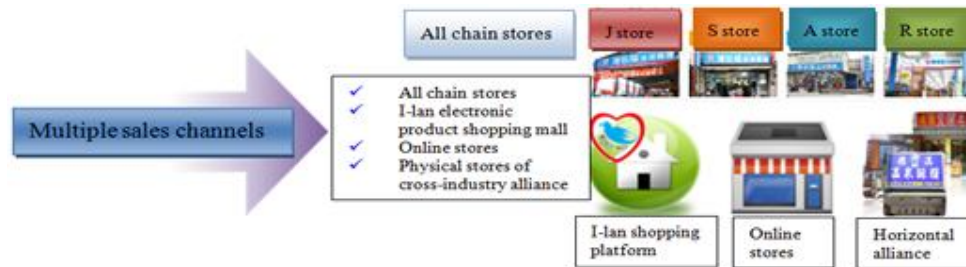 All chain stores
J store
S store
A store
R store
Multiple sales channels
All chain stores
I-lan electronic
product shopping mall
Online stores
Physical stores of
cross-industry alliance
I-lan shopping
platform
Online
stores
Horizontal
alliance